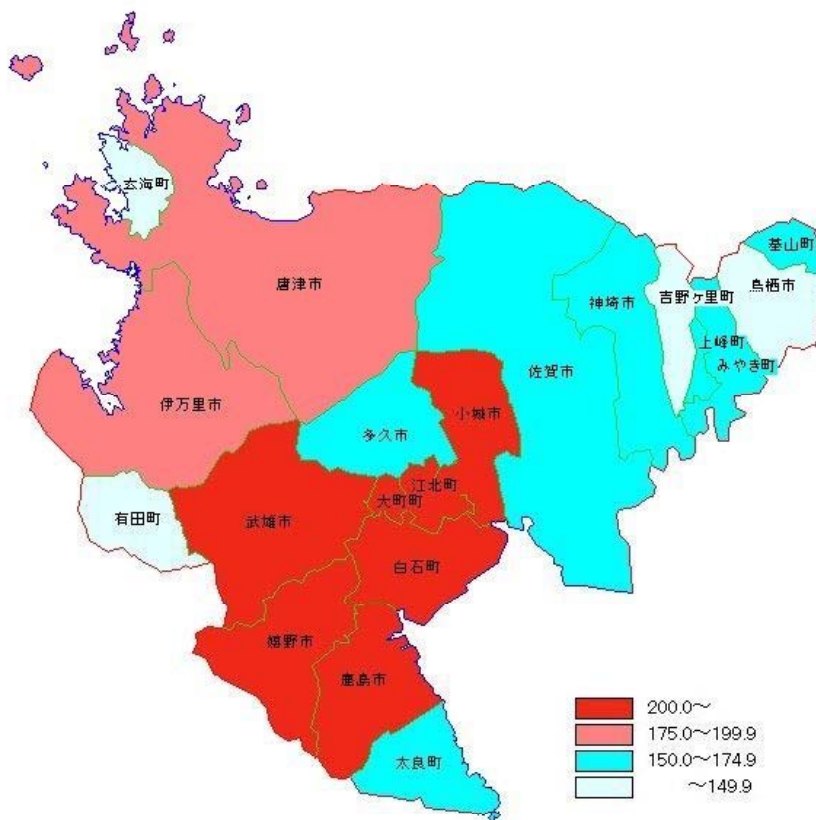 玄海町
基山町
唐津市
鳥栖市
神埼市
吉野ヶ里町
上峰町
みやき町
佐賀市
伊万里市
小城市
多久市
江北町
大町町
有田町
武雄市
白石町
嬉野市
鹿島市
太良町
200.0～
175.0～199.9
150.0～174.9
～149.9